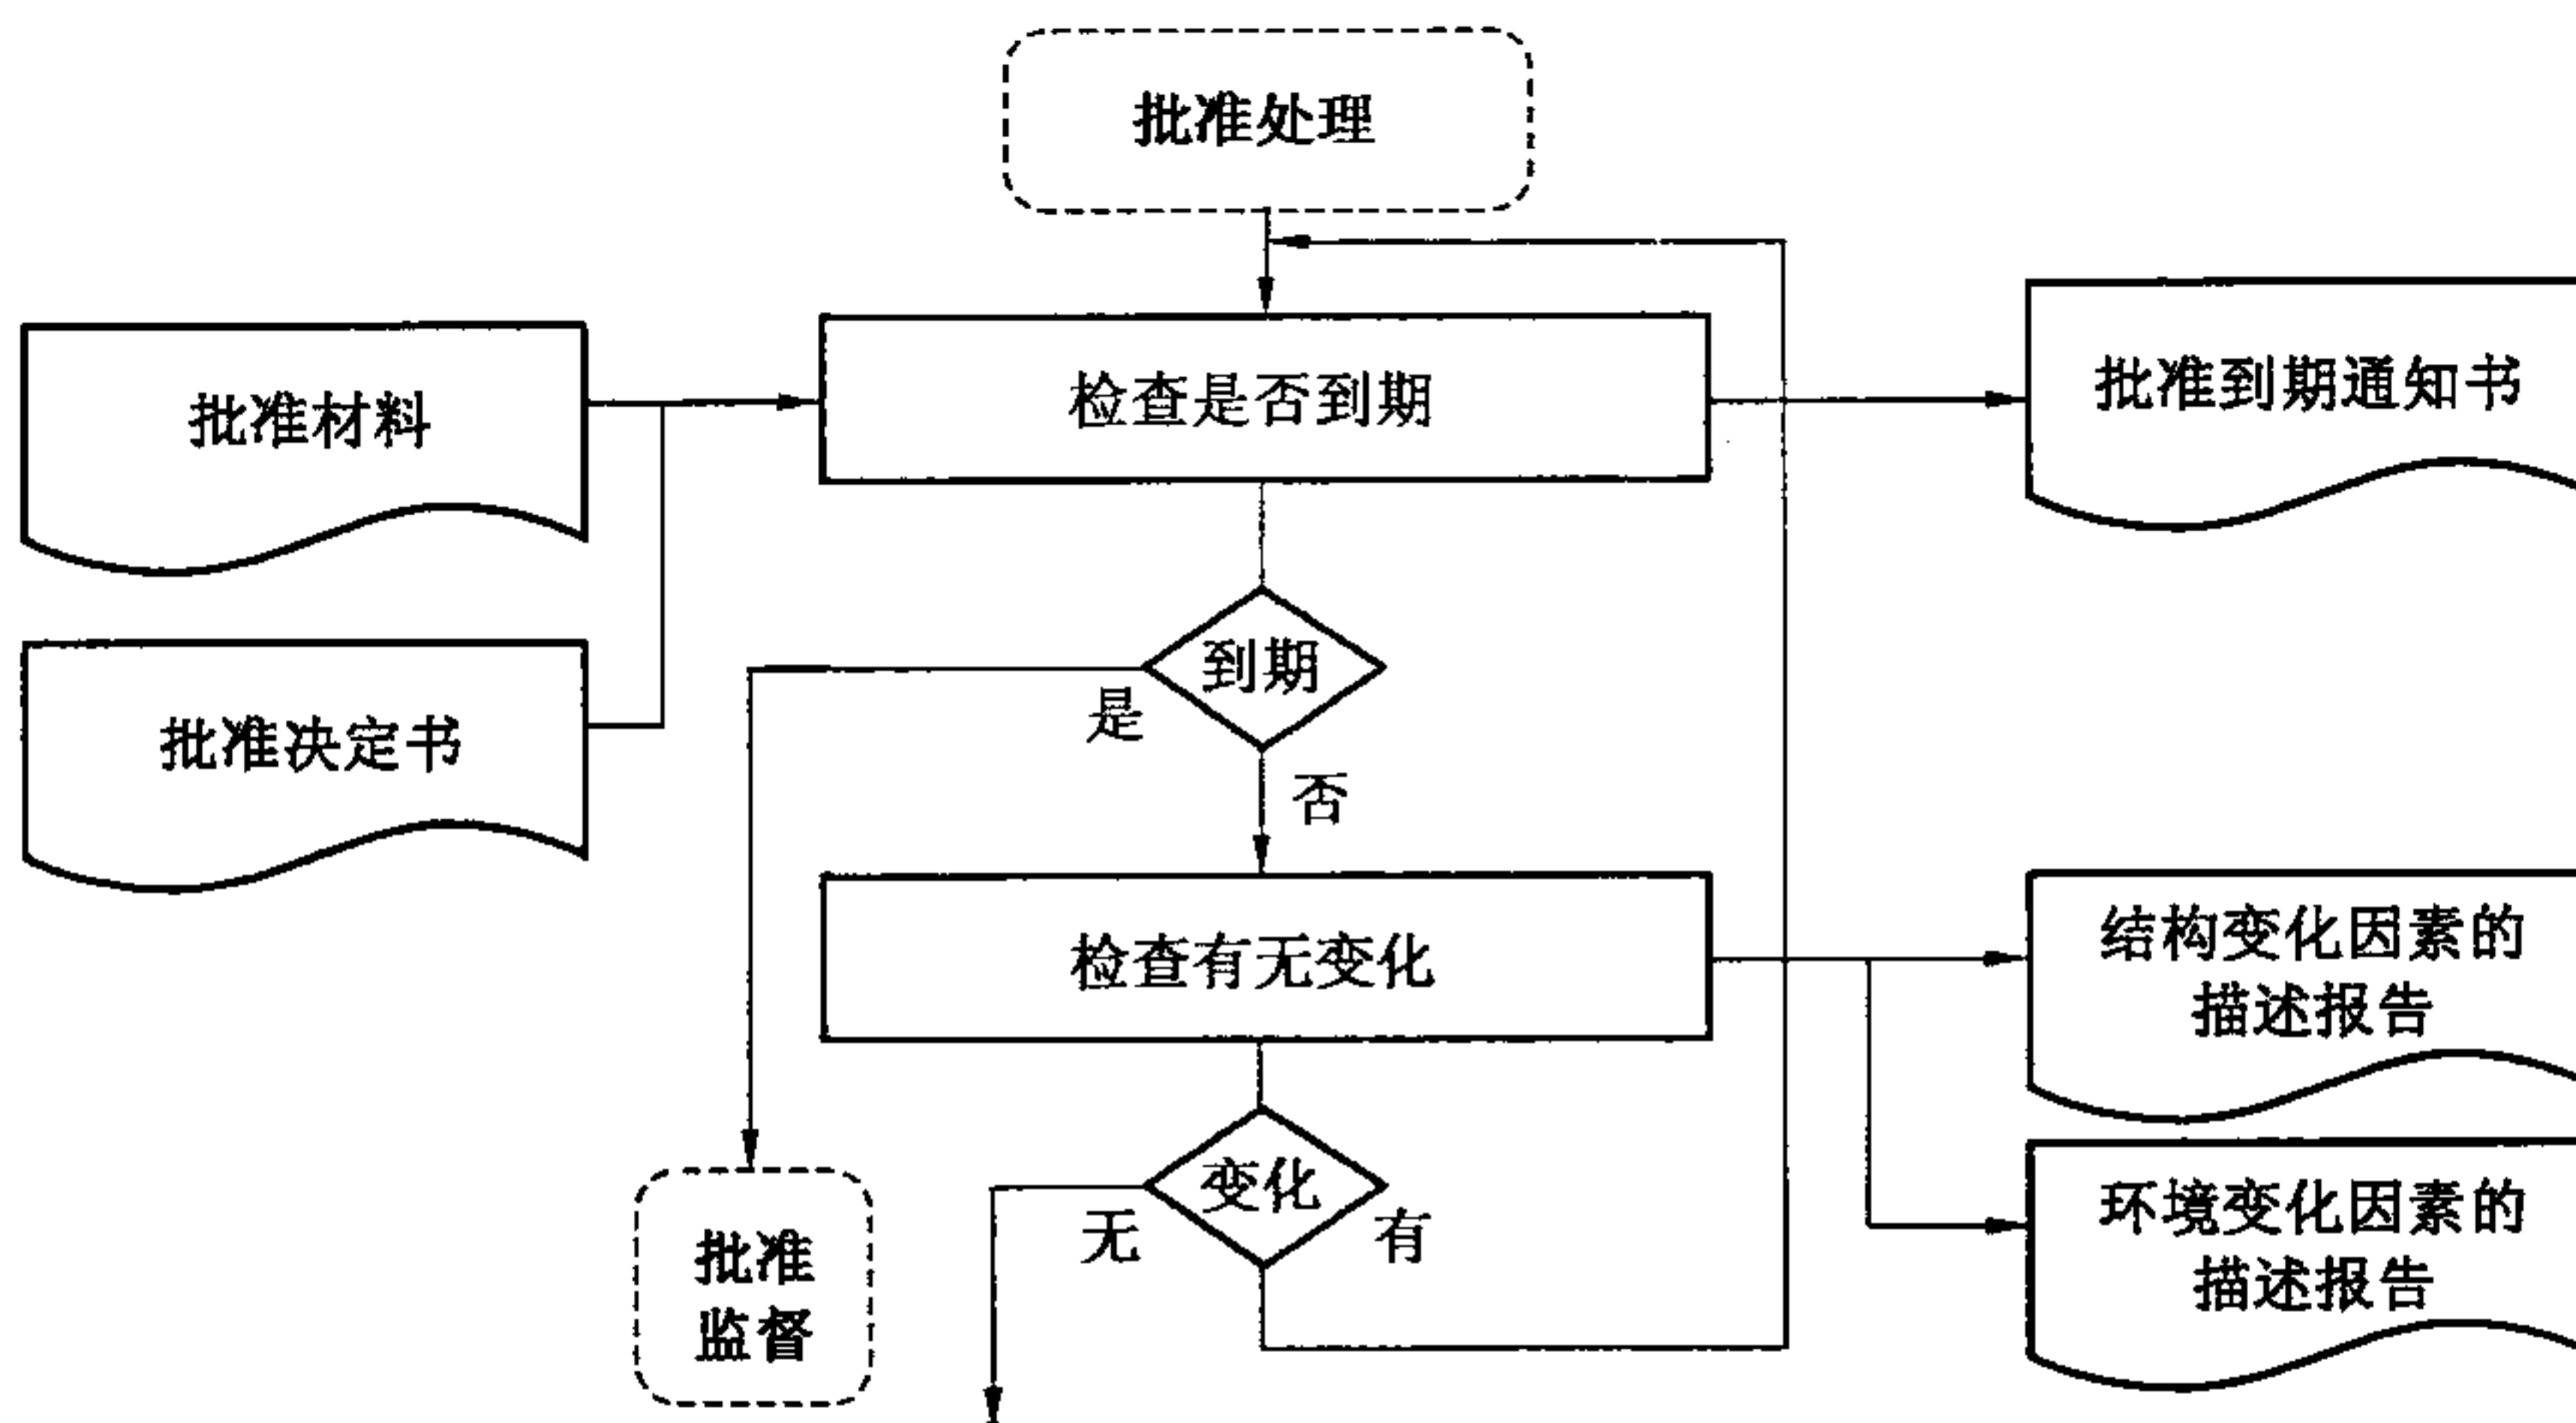 批准处理
批准材料
检查是否到期
批准到期通知书
到期
是
批准决定书
否
检查有无变化
结构变化因素的
描述报告
变化
无
有
环境变化因素的
描述报告
批准
监督